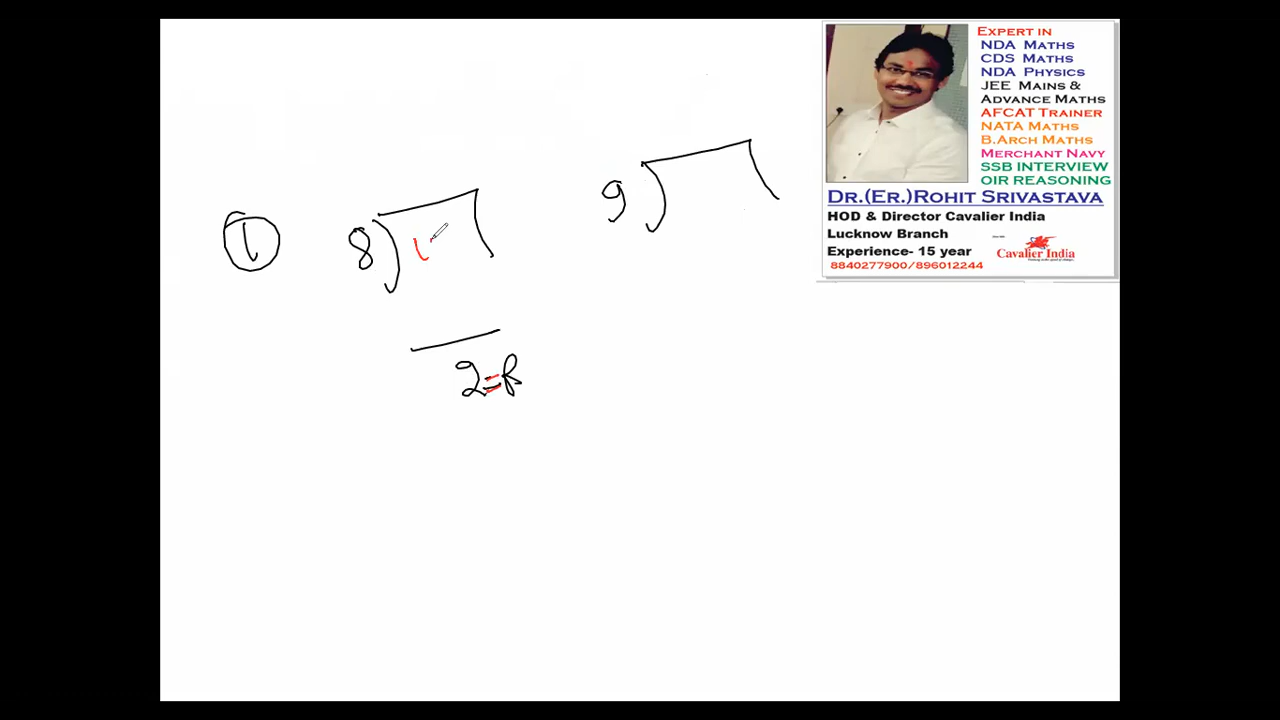 EXPERT IN
NDA MATHS
CDS MATHS
NDA PHYSICS
JEE MAINS &
ADVANCE MATHS
AFCAT TRAINER
NATA MATHS
B.ARCH MATHS
MERCHANT NAVY
SSB INTERVIEW
OIR REASONING
DR.(ER.)ROHIT SRIVASTAVA
HOD & Director Cavalier India
Lucknow Branch
Experience- 15 year
8840277900/896012244
Cavalier India
1
8
9
2=R